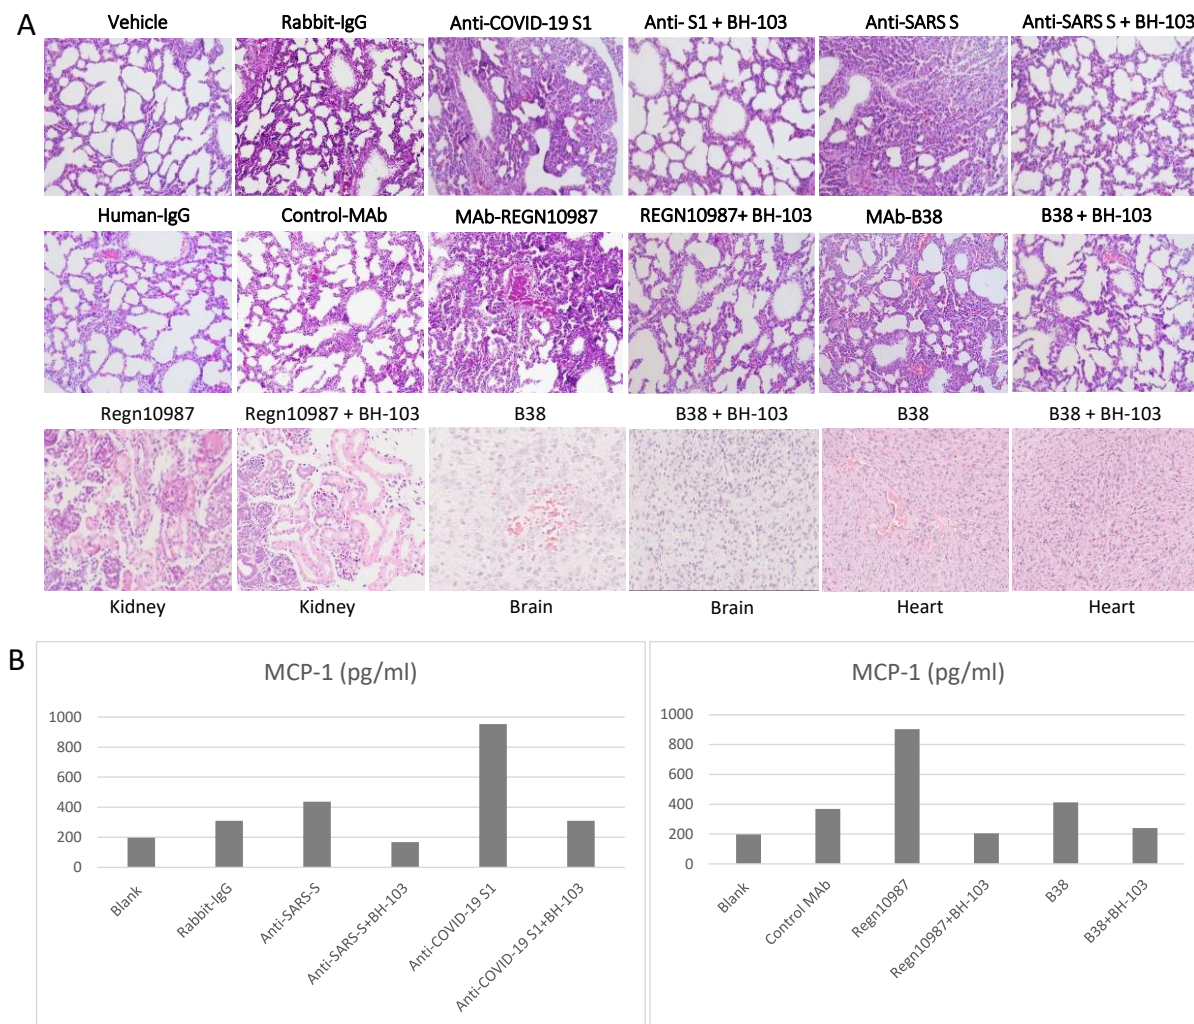 A
Vehicle Rabbit-IgG Anti-COVID-19 S1 Anti- S1 + BH-103 Anti-SARS S Anti-SARS S + BH-103
Human-IgG Control-MAb MAb-REGN10987 REGN10987+ BH-103 MAb-B38 B38 + BH-103
Regn10987 Regn10987 + BH-103 B38 B38 + BH-103 B38 B38 + BH-103
Kidney Kidney Brain Brain Heart Heart
B
MCP-1 (pg/ml)
1000
800
600
400
200
0
Blank
Rabbit-IgG
Anti-SARS-S
Anti-SARS-S+BH-103
Anti-COVID-19 S1
Anti-COVID-19 S1+BH-103
MCP-1 (pg/ml)
1000
800
600
400
200
0
Blank
Control MAb
Regn10987
Regn10987+BH-103
B38
B38+BH-103